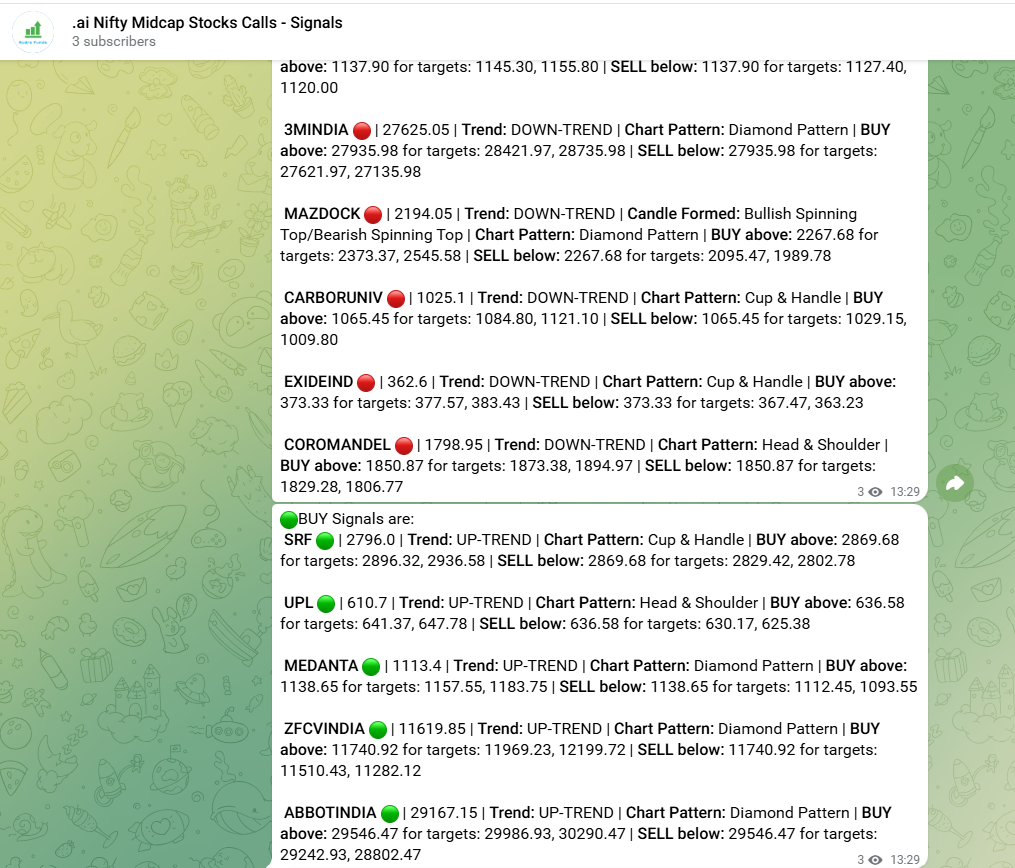 .ai Nifty Midcap Stocks Calls - Signals
3 subscribers
above: 1137.90 for targets: 1145.30, 1155.80 | SELL below: 1137.90 for targets: 1127.40,
1120.00
3MINDIA 🔴 | 27625.05 | Trend: DOWN-TREND | Chart Pattern: Diamond Pattern | BUY
above: 27935.98 for targets: 28421.97, 28735.98 | SELL below: 27935.98 for targets:
27621.97, 27135.98
MAZDOCK 🔴 | 2194.05 | Trend: DOWN-TREND | Candle Formed: Bullish Spinning
Top/Bearish Spinning Top | Chart Pattern: Diamond Pattern | BUY above: 2267.68 for
targets: 2373.37, 2545.58 | SELL below: 2267.68 for targets: 2095.47, 1989.78
CARBORUNIV 🔴 | 1025.1 | Trend: DOWN-TREND | Chart Pattern: Cup & Handle | BUY
above: 1065.45 for targets: 1084.80, 1121.10 | SELL below: 1065.45 for targets: 1029.15,
1009.80
EXIDEIND 🔴 | 362.6 | Trend: DOWN-TREND | Chart Pattern: Cup & Handle | BUY above:
373.33 for targets: 377.57, 383.43 | SELL below: 373.33 for targets: 367.47, 363.23
COROMANDEL 🔴 | 1798.95 | Trend: DOWN-TREND | Chart Pattern: Head & Shoulder |
BUY above: 1850.87 for targets: 1873.38, 1894.97 | SELL below: 1850.87 for targets:
1829.28, 1806.77
3 13:29
🟢BUY Signals are:
SRF 🟢 | 2796.0 | Trend: UP-TREND | Chart Pattern: Cup & Handle | BUY above: 2869.68
for targets: 2896.32, 2936.58 | SELL below: 2869.68 for targets: 2829.42, 2802.78
UPL 🟢 | 610.7 | Trend: UP-TREND | Chart Pattern: Head & Shoulder | BUY above: 636.58
for targets: 641.37, 647.78 | SELL below: 636.58 for targets: 630.17, 625.38
MEDANTA 🟢 | 1113.4 | Trend: UP-TREND | Chart Pattern: Diamond Pattern | BUY above:
1138.65 for targets: 1157.55, 1183.75 | SELL below: 1138.65 for targets: 1112.45, 1093.55
ZFCVINDIA 🟢 | 11619.85 | Trend: UP-TREND | Chart Pattern: Diamond Pattern | BUY
above: 11740.92 for targets: 11969.23, 12199.72 | SELL below: 11740.92 for targets:
11510.43, 11282.12
ABBOTINDIA 🟢 | 29167.15 | Trend: UP-TREND | Chart Pattern: Diamond Pattern | BUY
above: 29546.47 for targets: 29986.93, 30290.47 | SELL below: 29546.47 for targets:
29242.93, 28802.47
3 13:29